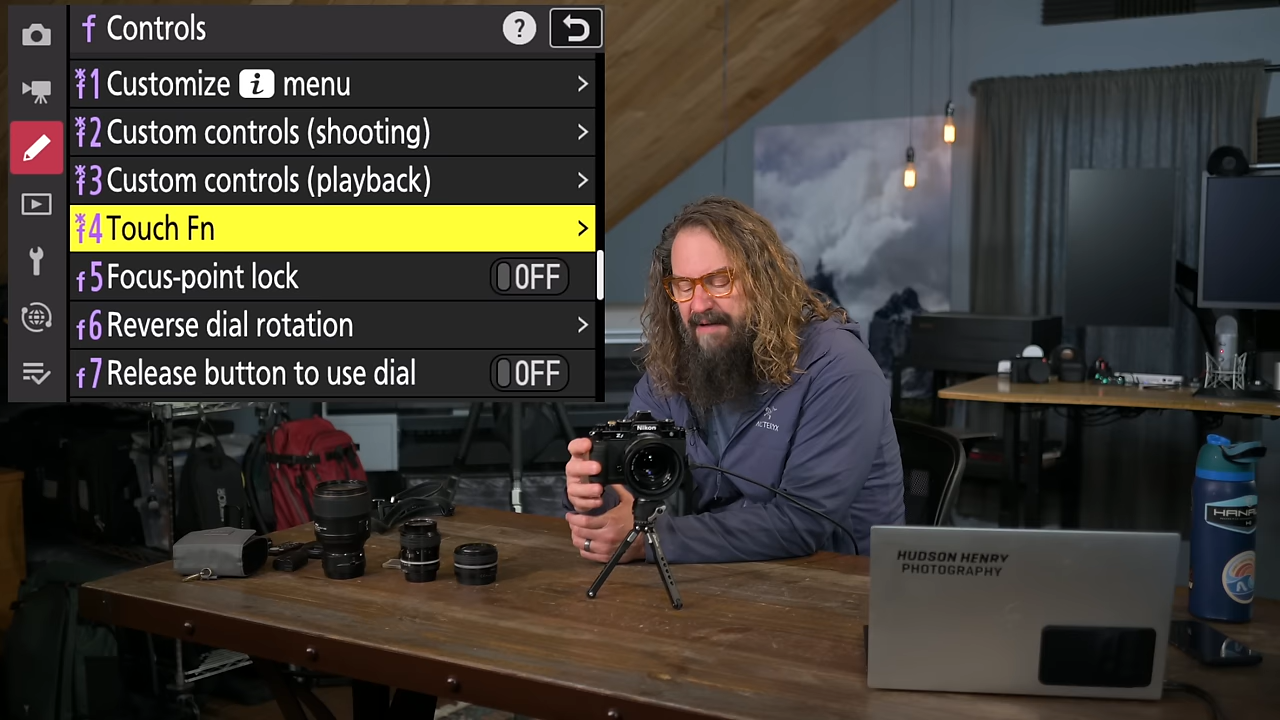 f Controls ?
*f1 Customize i menu >
*f2 Custom controls (shooting) >
*f3 Custom controls (playback) >
*f4 Touch Fn >
f5 Focus-point lock OFF
f6 Reverse dial rotation >
f7 Release button to use dial OFF
Nikon
Zf
ARC'TERYX
HUDSON HENRY
PHOTOGRAPHY